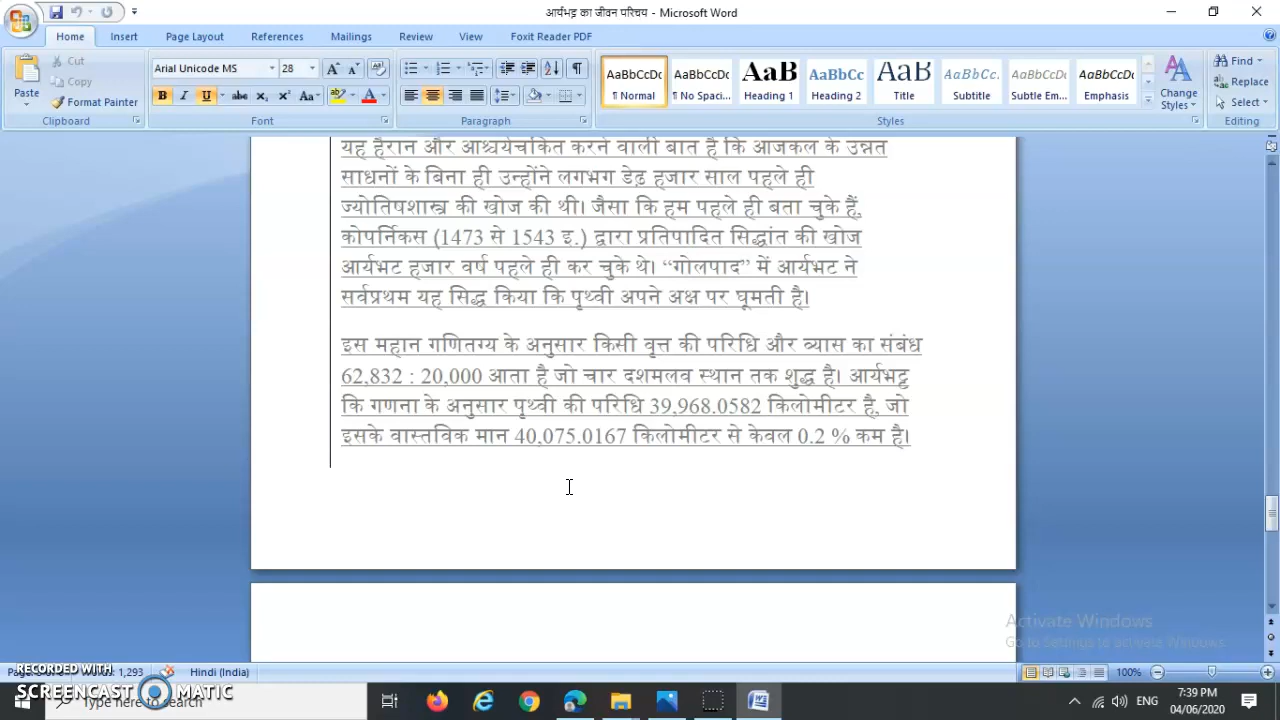 आर्यभट्ट का जीवन परिचय - Microsoft Word
Home Insert Page Layout References Mailings Review View Foxit Reader PDF
Paste
Cut
Copy
Format Painter
Clipboard
Arial Unicode MS 28
Font
Paragraph
AaBbCcDc AaBbCcDc AaB AaBbCc AaB AaBbCc. AaBbCcDc AaBbCcDc
¶ Normal ¶ No Spaci... Heading 1 Heading 2 Title Subtitle Subtle Em... Emphasis
Change Styles
Styles
Find
Replace
Select
Editing
यह हैरान और आश्चर्यचकित करने वाली बात है कि आजकल के उन्नत
साधनों के बिना ही उन्होंने लगभग डेढ़ हजार साल पहले ही
ज्योतिषशास्त्र की खोज की थी। जैसा कि हम पहले ही बता चुके हैं,
कोपर्निकस (1473 से 1543 इ.) द्वारा प्रतिपादित सिद्धांत की खोज
आर्यभट हजार वर्ष पहले ही कर चुके थे। “गोलपाद” में आर्यभट ने
सर्वप्रथम यह सिद्ध किया कि पृथ्वी अपने अक्ष पर घूमती है।
इस महान गणितग्य के अनुसार किसी वृत्त की परिधि और व्यास का संबंध
62,832 : 20,000 आता है जो चार दशमलव स्थान तक शुद्ध है। आर्यभट्ट
कि गणना के अनुसार पृथ्वी की परिधि 39,968.0582 किलोमीटर है, जो
इसके वास्तविक मान 40,075.0167 किलोमीटर से केवल 0.2 % कम है।
Activate Windows
Go to Settings to activate Windows.
1,293 Hindi (India) 100%
RECORDED WITH
SCREENCAST MATIC
Type here to search
ENG
7:39 PM
04/06/2020